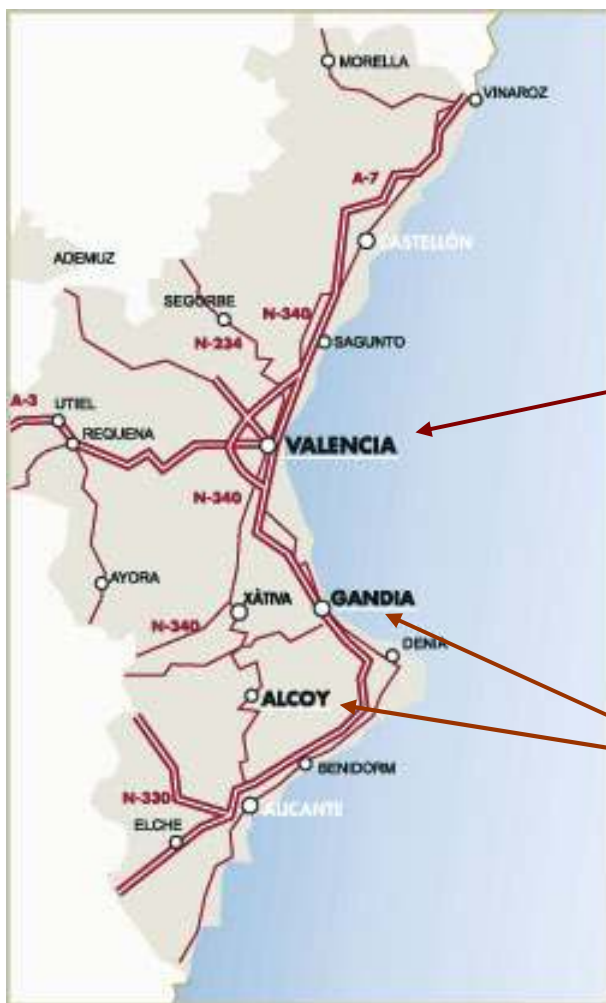 MORELLA
VINAROZ
A-7
CASTELLÓN
ADEMUZ
SEGORBE
N-340
N-234
SAGUNTO
A-3
UTIEL
REQUENA
VALENCIA
N-340
AYORA
XÀTIVA
GANDIA
N-340
DENIA
ALCOY
BENIDORM
N-330
ALICANTE
ELCHE